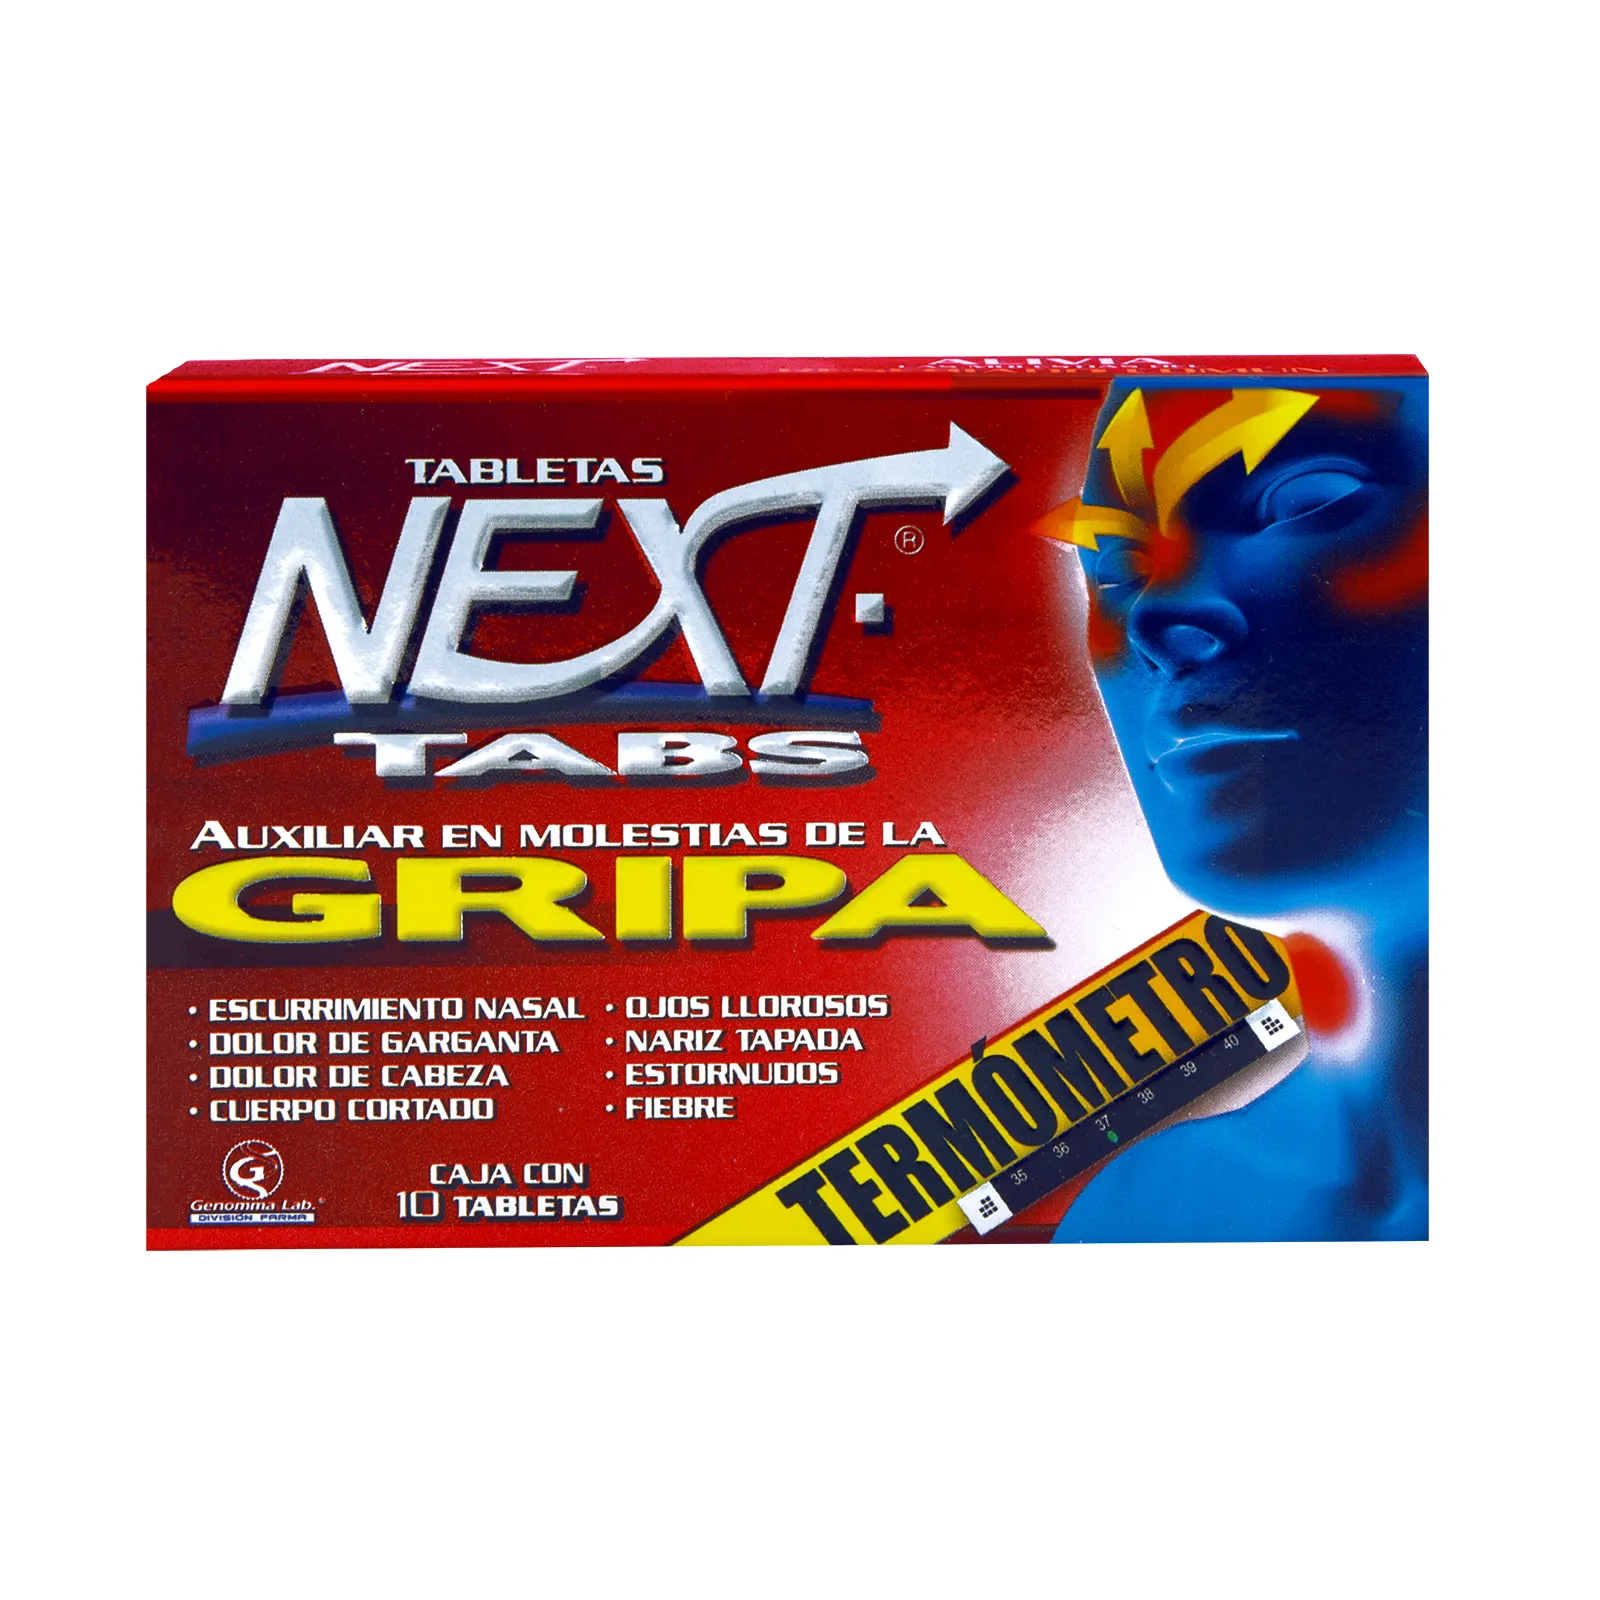 NEXT
ALIVIA
TABLETAS
NEXT.®
TABS
AUXILIAR EN MOLESTIAS DE LA
GRIPA
• ESCURRIMIENTO NASAL
• DOLOR DE GARGANTA
• DOLOR DE CABEZA
• CUERPO CORTADO
• OJOS LLOROSOS
• NARIZ TAPADA
• ESTORNUDOS
• FIEBRE
TERMÓMETRO
35 36 37 38 39 40
G
Genomma Lab.®
DIVISIÓN FARMA
CAJA CON
10 TABLETAS